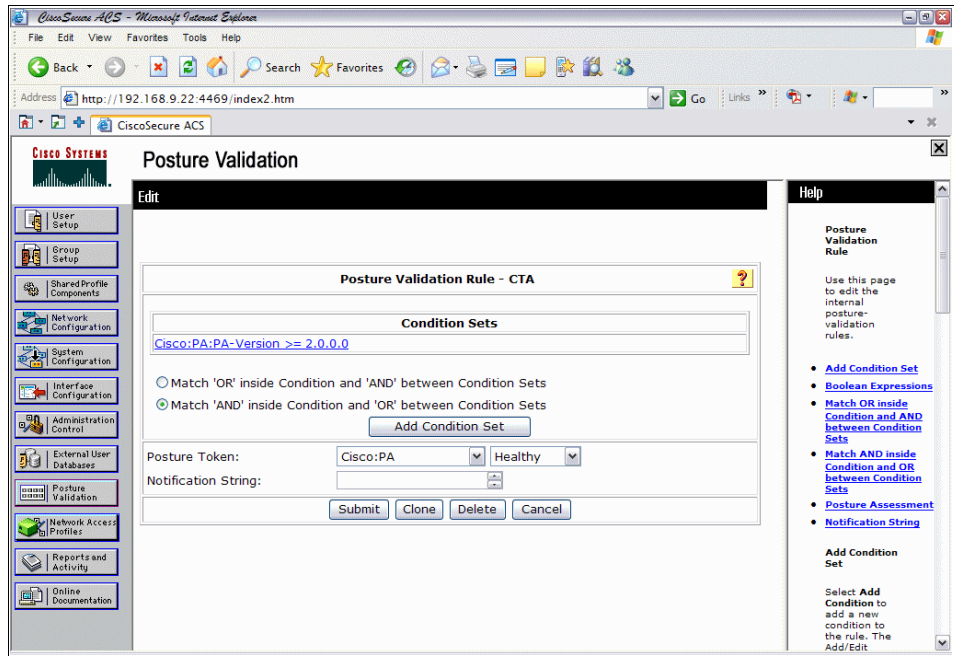 CiscoSecure ACS - Microsoft Internet Explorer
File Edit View Favorites Tools Help
Back Search Favorites
Address http://192.168.9.22:4469/index2.htm Go Links »
CiscoSecure ACS
CISCO SYSTEMS
Posture Validation
Edit
User
Setup
Group
Setup
Shared Profile
Components
Network
Configuration
System
Configuration
Interface
Configuration
Administration
Control
External User
Databases
Posture
Validation
Network Access
Profiles
Reports and
Activity
Online
Documentation
Posture Validation Rule - CTA
?
Condition Sets
Cisco:PA:PA-Version >= 2.0.0.0
Match 'OR' inside Condition and 'AND' between Condition Sets
Match 'AND' inside Condition and 'OR' between Condition Sets
Add Condition Set
Posture Token: Cisco:PA Healthy
Notification String:
Submit Clone Delete Cancel
Help
Posture
Validation
Rule
Use this page
to edit the
internal
posture-
validation
rules.
• Add Condition Set
• Boolean Expressions
• Match OR inside
Condition and AND
between Condition
Sets
• Match AND inside
Condition and OR
between Condition
Sets
• Posture Assessment
• Notification String
Add Condition
Set
Select Add
Condition to
add a new
condition to
the rule. The
Add/Edit